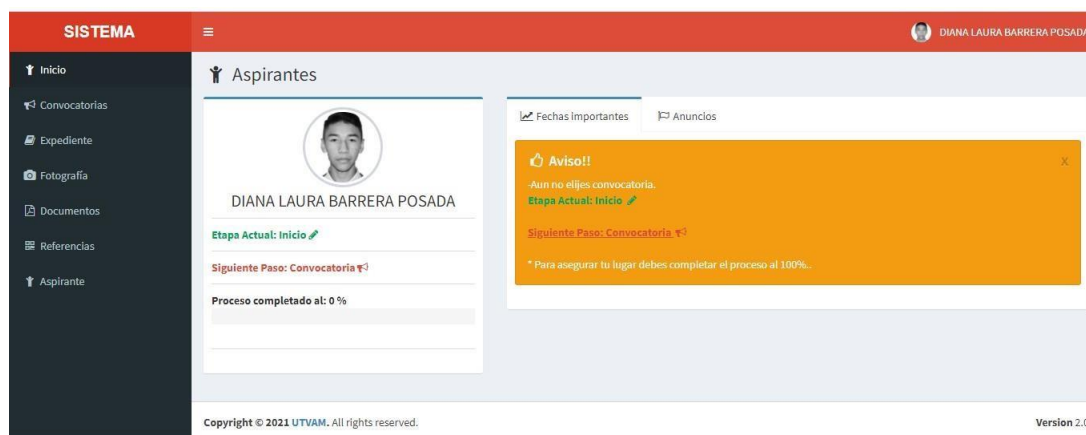 SISTEMA
DIANA LAURA BARRERA POSADA
Inicio
Convocatorias
Expediente
Fotografía
Documentos
Referencias
Aspirante
Aspirantes
DIANA LAURA BARRERA POSADA
Etapa Actual: Inicio
Siguiente Paso: Convocatoria
Proceso completado al: 0 %
Fechas importantes
Anuncios
Aviso!!
X
-Aun no elijes convocatoria.
Etapa Actual: Inicio
Siguiente Paso: Convocatoria
* Para asegurar tu lugar debes completar el proceso al 100%..
Copyright © 2021 UTVAM. All rights reserved.
Version 2.0